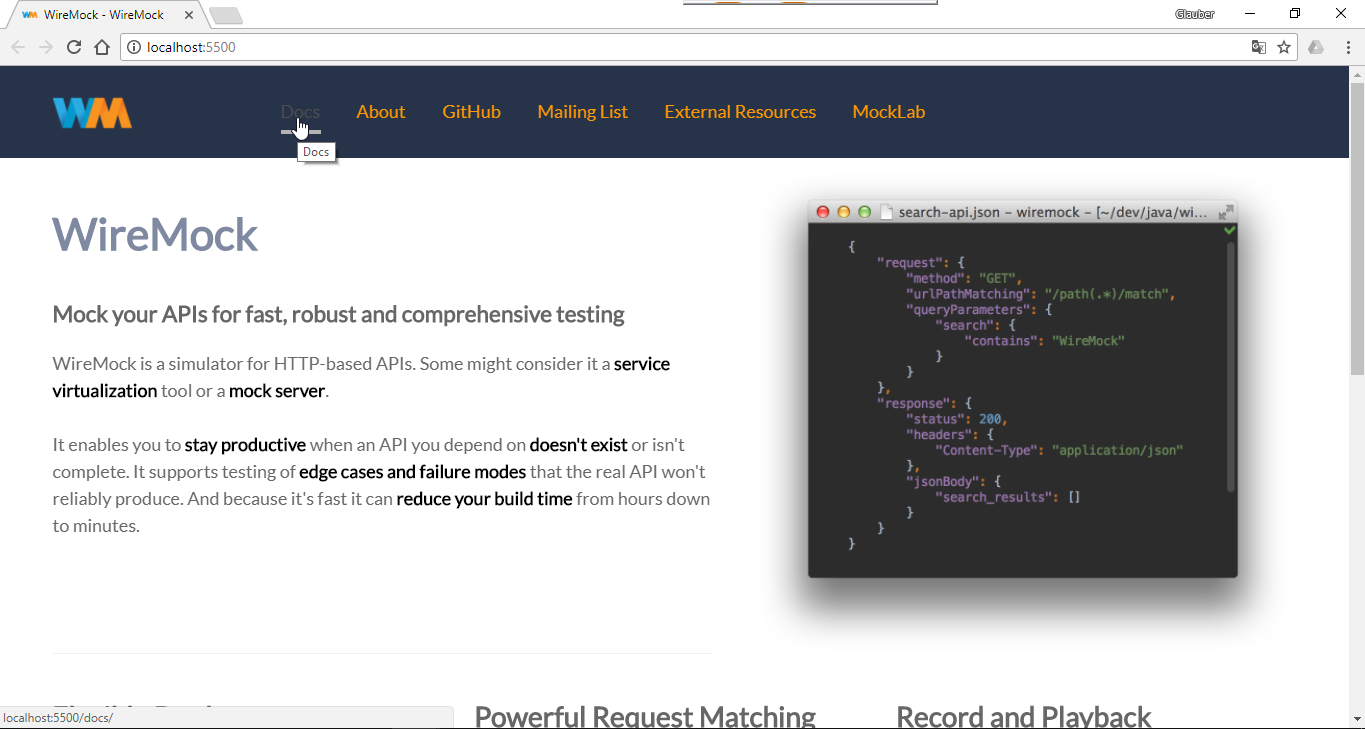 WireMock - WireMock
Glauber
localhost:5500
WM
Docs
About
GitHub
Mailing List
External Resources
MockLab
Docs
WireMock
Mock your APIs for fast, robust and comprehensive testing
WireMock is a simulator for HTTP-based APIs. Some might consider it a service
virtualization tool or a mock server.
It enables you to stay productive when an API you depend on doesn't exist or isn't
complete. It supports testing of edge cases and failure modes that the real API won't
reliably produce. And because it's fast it can reduce your build time from hours down
to minutes.
search-api.json – wiremock – [~/dev/java/wi...
{
"request": {
"method": "GET",
"urlPathMatching": "/path(.*)/match",
"queryParameters": {
"search": {
"contains": "WireMock"
}
}
},
"response": {
"status": 200,
"headers": {
"Content-Type": "application/json"
},
"jsonBody": {
"search_results": []
}
}
}
Powerful Request Matching
Record and Playback
localhost:5500/docs/